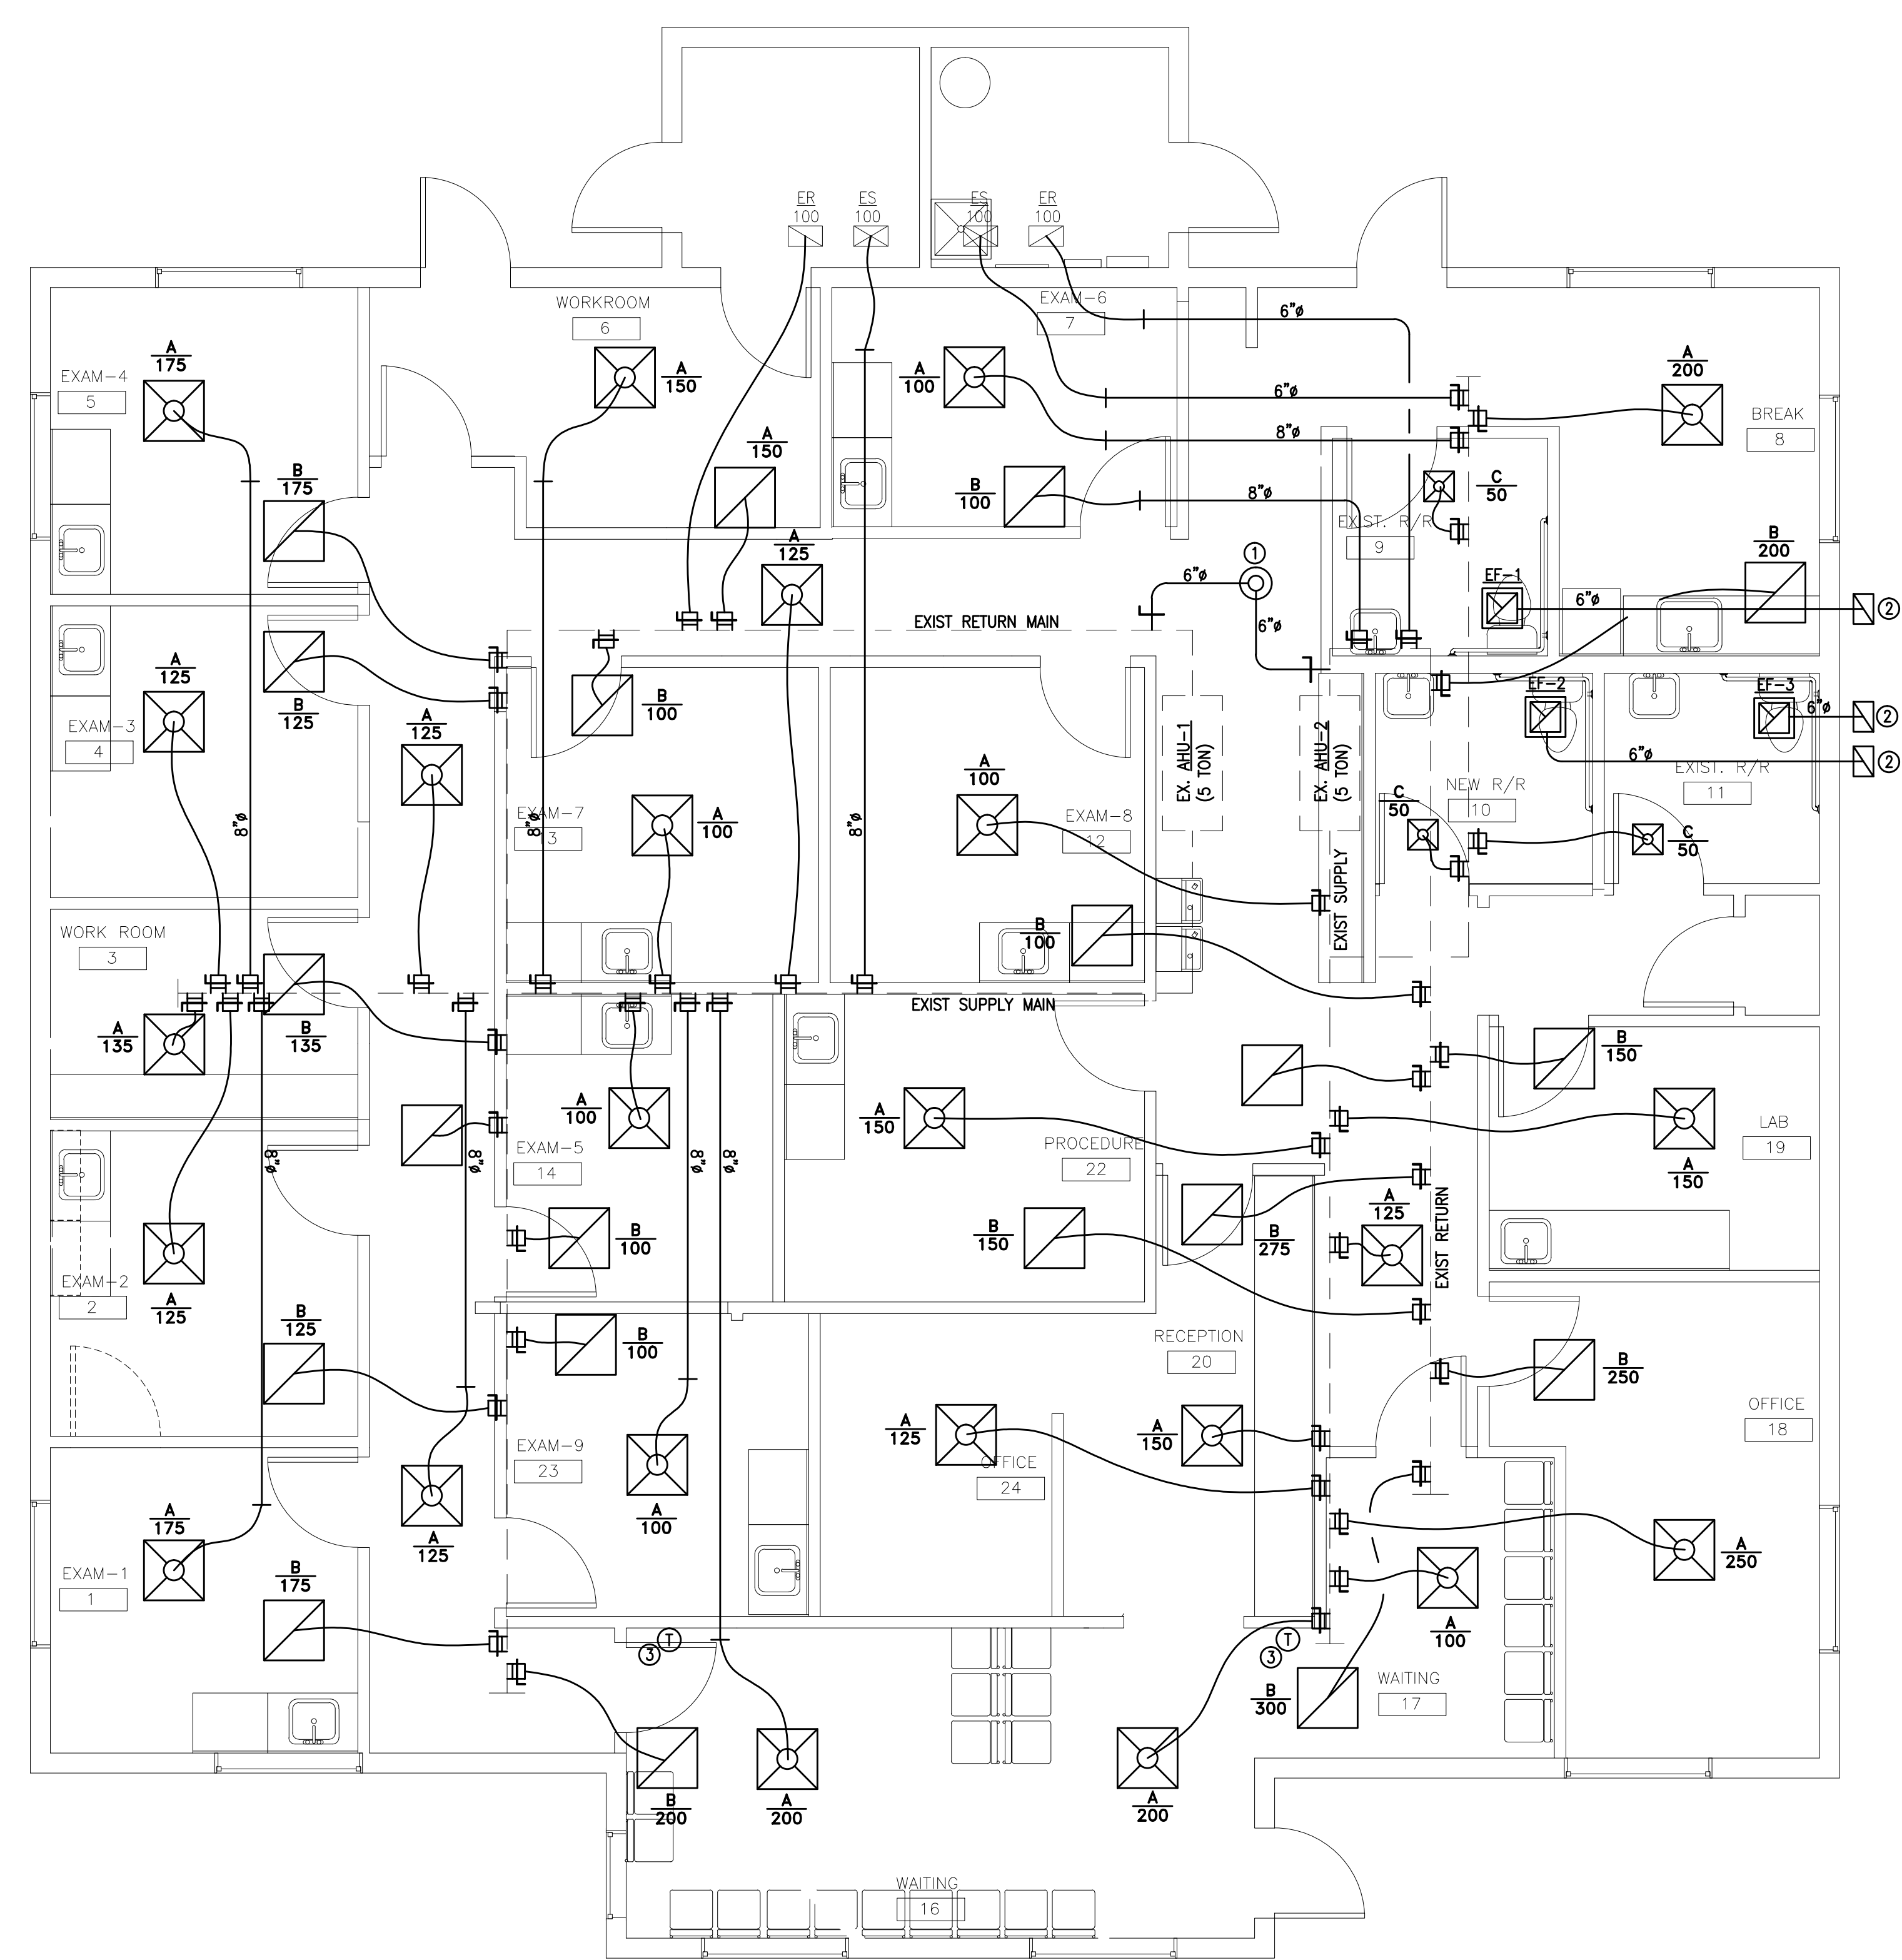 ER
100
ES
100
ES
100
ER
100
WORKROOM
6
EXAM-6
7
6"ø
A
175
EXAM-4
5
A
150
A
100
6"ø
A
200
BREAK
8
8"ø
A
150
B
175
B
100
8"ø
C
50
EXIST. R/R
9
A
125
B
200
1
6"ø
EF-1
6"ø
2
EXIST RETURN MAIN
6"ø
A
125
B
125
B
100
EXAM-3
4
A
125
EF-2
EF-3
6"ø
2
EX. AHU-1
(5 TON)
EX. AHU-2
(5 TON)
6"ø
2
A
100
EXIST. R/R
11
NEW R/R
10
C
50
8"ø
EXAM-7
13
8"ø
A
100
8"ø
EXAM-8
12
C
50
EXIST SUPPLY
WORK ROOM
3
B
100
EXIST SUPPLY MAIN
A
135
B
135
B
150
A
100
A
150
LAB
19
EXAM-5
14
PROCEDURE
22
8"ø
8"ø
8"ø
8"ø
A
150
A
125
EXIST RETURN
B
100
B
150
B
275
EXAM-2
2
A
125
B
125
B
100
RECEPTION
20
B
250
OFFICE
18
A
125
A
150
EXAM-9
23
OFFICE
24
A
175
A
125
A
100
A
250
EXAM-1
1
B
175
A
100
T
3
T
3
B
300
WAITING
17
B
200
A
200
A
200
WAITING
16